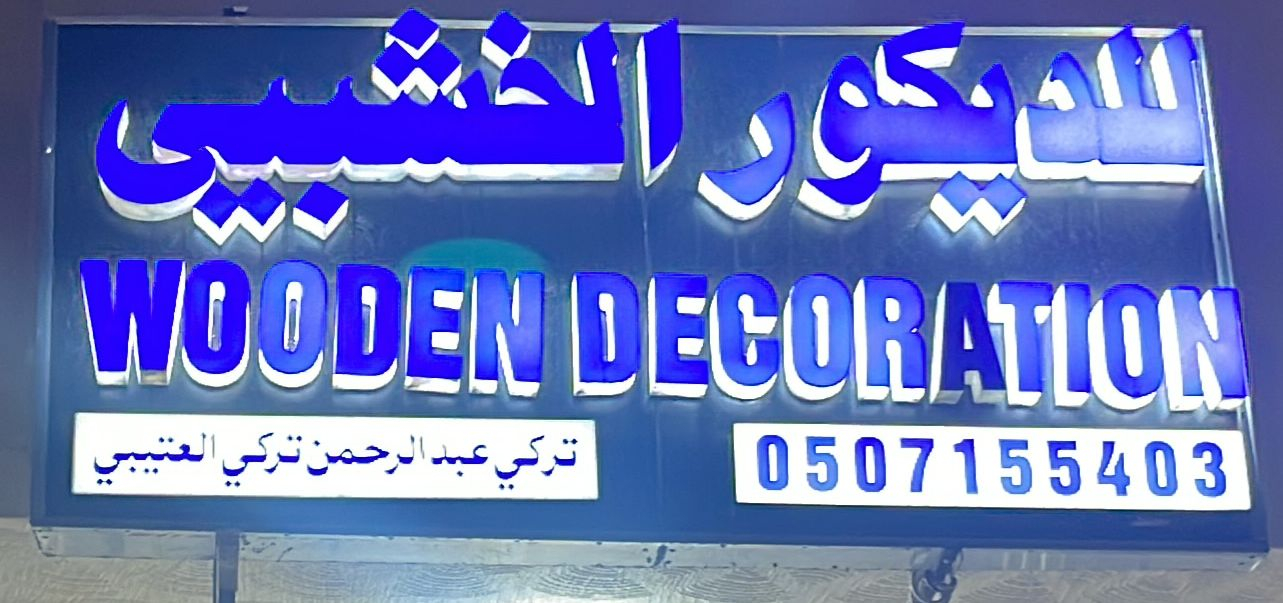 للديكور الخشبي
WOODEN DECORATION
تركي عبدالرحمن تركي العتيبي
0507155403